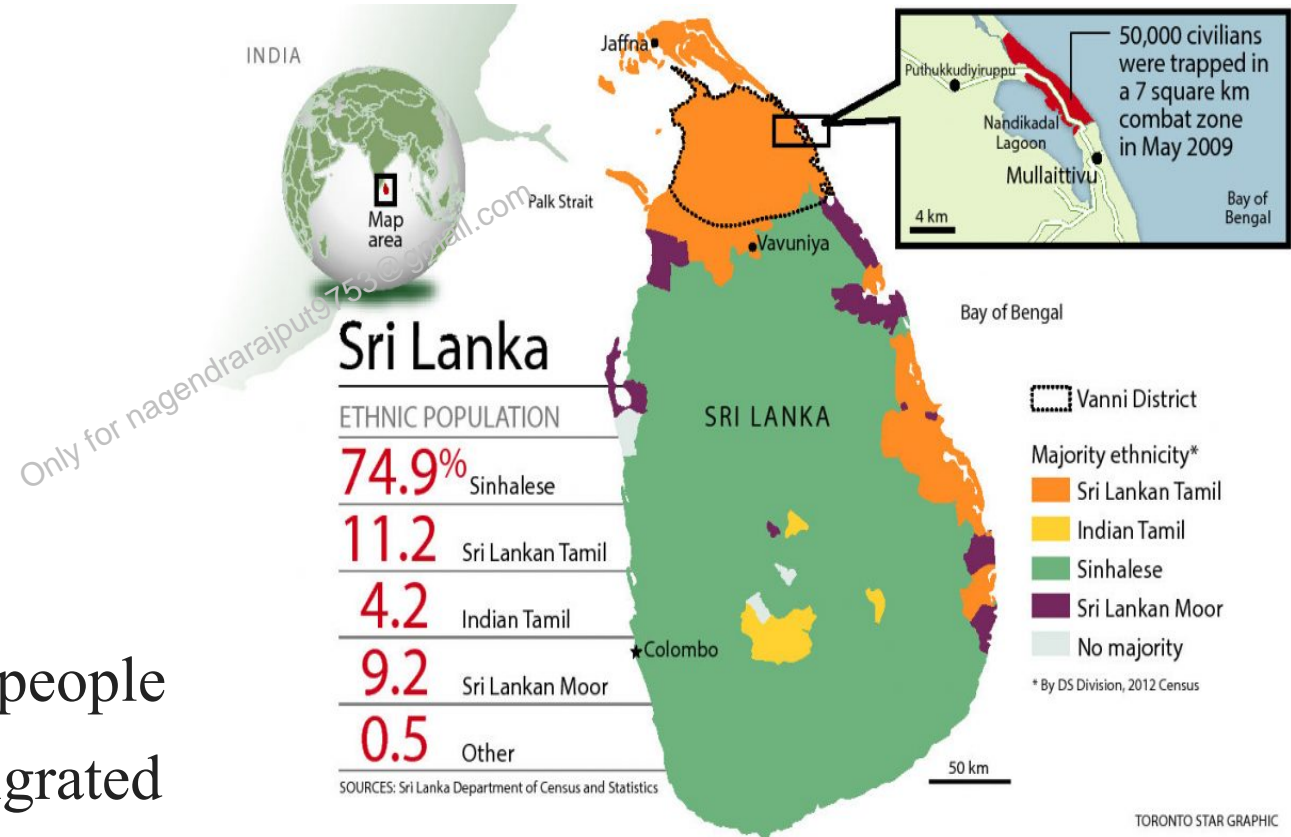 INDIA
Map
area
Palk Strait
Only for nagendrarajput9753@gmail.com
Sri Lanka
ETHNIC POPULATION
74.9% Sinhalese
11.2 Sri Lankan Tamil
4.2 Indian Tamil
9.2 Sri Lankan Moor
0.5 Other
SOURCES: Sri Lanka Department of Census and Statistics
people
grated
Jaffna
Vavuniya
SRI LANKA
Colombo
Bay of Bengal
50,000 civilians
were trapped in
a 7 square km
combat zone
in May 2009
Puthukkudiyiruppu
Nandikadal
Lagoon
Mullaittivu
Bay of
Bengal
4 km
Vanni District
Majority ethnicity*
Sri Lankan Tamil
Indian Tamil
Sinhalese
Sri Lankan Moor
No majority
* By DS Division, 2012 Census
50 km
TORONTO STAR GRAPHIC